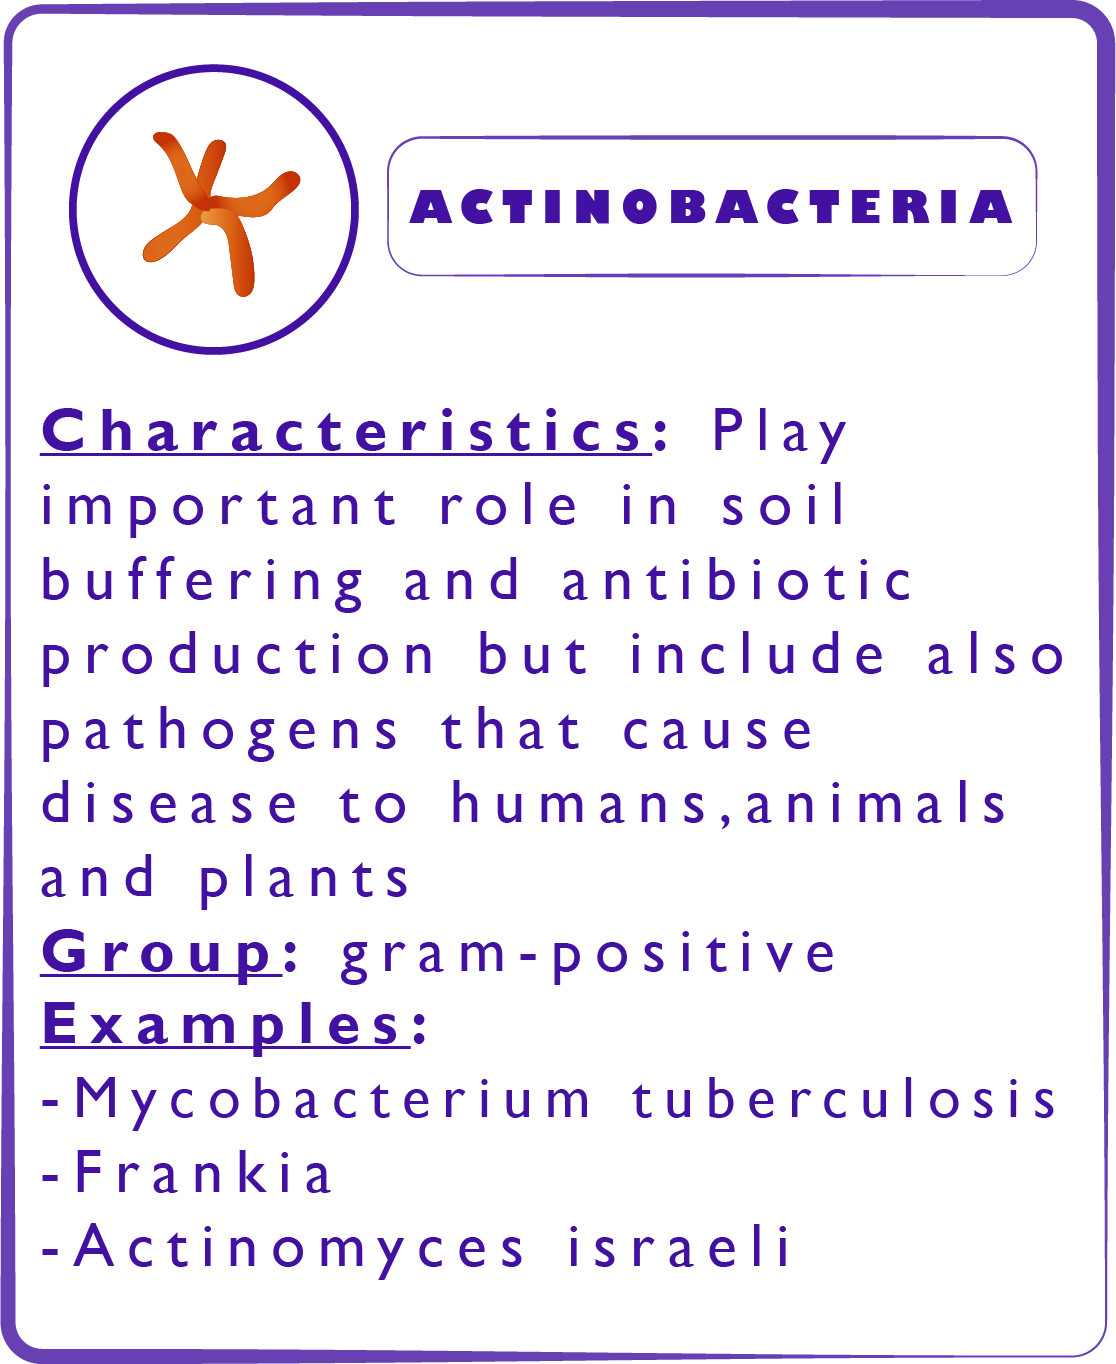 ACTINOBACTERIA
Characteristics: Play
important role in soil
buffering and antibiotic
production but include also
pathogens that cause
disease to humans,animals
and plants
Group: gram-positive
Examples:
-Mycobacterium tuberculosis
-Frankia
-Actinomyces israeli